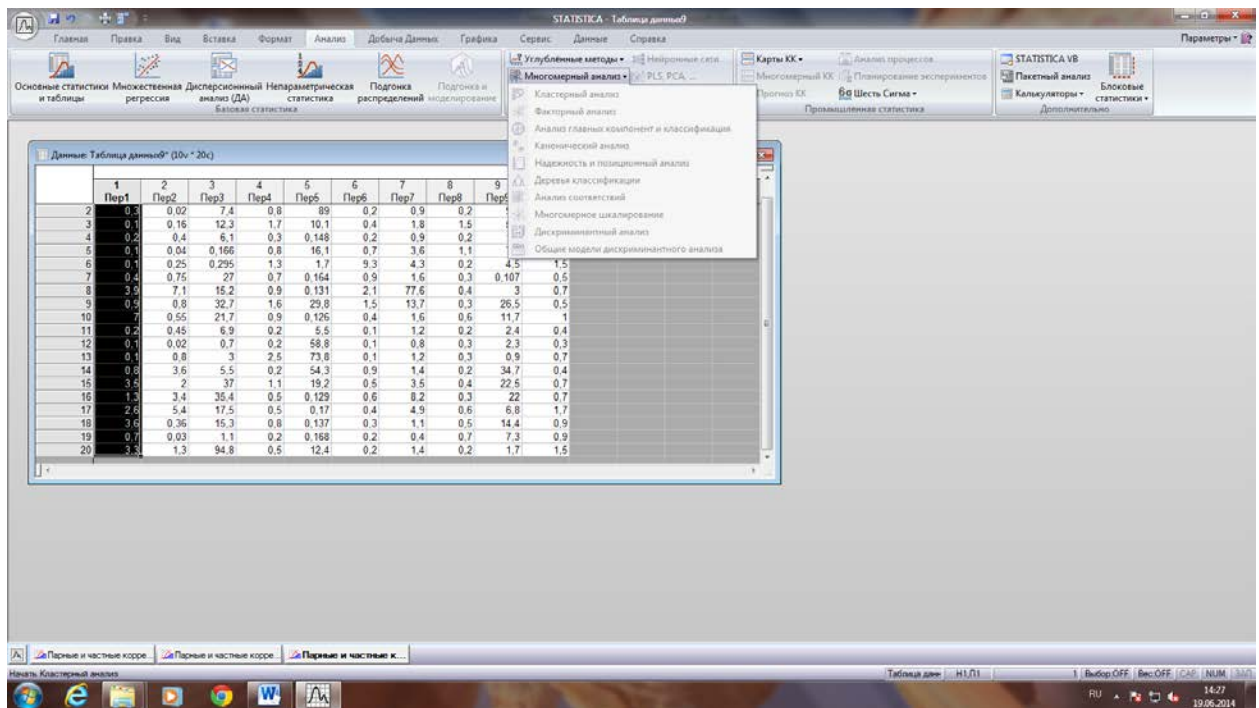 STATISTICA - Таблица данных9
Главная Правка Вид Вставка Формат Анализ Добыча Данных Графика Сервис Данные Справка Параметры
Основные статистики и таблицы
Множественная регрессия
Дисперсионный анализ (ДА)
Непараметрическая статистика
Подгонка распределений
Подгонка и моделирование
Базовая статистика
Углублённые методы Нейронные сети
Многомерный анализ PLS, PCA, ...
Карты КК Анализ процессов
Многомерный КК Планирование экспериментов
Прогноз КК 6σ Шесть Сигма
Промышленная статистика
STATISTICA VB
Пакетный анализ
Калькуляторы
Блоковые статистики
Дополнительно
Кластерный анализ
Факторный анализ
Анализ главных компонент и классификация
Канонический анализ
Надежность и позиционный анализ
Деревья классификации
Анализ соответствий
Многомерное шкалирование
Дискриминантный анализ
Общие модели дискриминантного анализа
Данные: Таблица данных9* (10v * 20c)
1 2 3 4 5 6 7 8 9
Пер1 Пер2 Пер3 Пер4 Пер5 Пер6 Пер7 Пер8 Пер9
2 0,3 0,02 7,4 0,8 89 0,2 0,9 0,2
3 0,1 0,16 12,3 1,7 10,1 0,4 1,8 1,5
4 0,2 0,4 6,1 0,3 0,148 0,2 0,9 0,2
5 0,1 0,04 0,166 0,8 16,1 0,7 3,6 1,1
6 0,1 0,25 0,295 1,3 1,7 9,3 4,3 0,2 4,5 1,5
7 0,4 0,75 27 0,7 0,164 0,9 1,6 0,3 0,107 0,5
8 3,9 7,1 15,2 0,9 0,131 2,1 77,6 0,4 3 0,7
9 0,9 0,8 32,7 1,6 29,8 1,5 13,7 0,3 26,5 0,5
10 7 0,55 21,7 0,9 0,126 0,4 1,6 0,6 11,7 1
11 0,2 0,45 6,9 0,2 5,5 0,1 1,2 0,2 2,4 0,4
12 0,1 0,02 0,7 0,2 58,8 0,1 0,8 0,3 2,3 0,3
13 0,1 0,8 3 2,5 73,8 0,1 1,2 0,3 0,9 0,7
14 0,8 3,6 5,5 0,2 54,3 0,9 1,4 0,2 34,7 0,4
15 3,5 2 37 1,1 19,2 0,5 3,5 0,4 22,5 0,7
16 1,3 3,4 35,4 0,5 0,129 0,6 8,2 0,3 22 0,7
17 2,6 5,4 17,5 0,5 0,17 0,4 4,9 0,6 6,8 1,7
18 3,6 0,36 15,3 0,8 0,137 0,3 1,1 0,5 14,4 0,9
19 0,7 0,03 1,1 0,2 0,168 0,2 0,4 0,7 7,3 0,9
20 3,3 1,3 94,8 0,5 12,4 0,2 1,4 0,2 1,7 1,5
Парные и частные корре... Парные и частные корре... Парные и частные к...
Начать Кластерный анализ
Таблица данн Н1,П1 1 Выбор:OFF Вес:OFF CAP NUM ЗАП
RU 14:27
19.06.2014